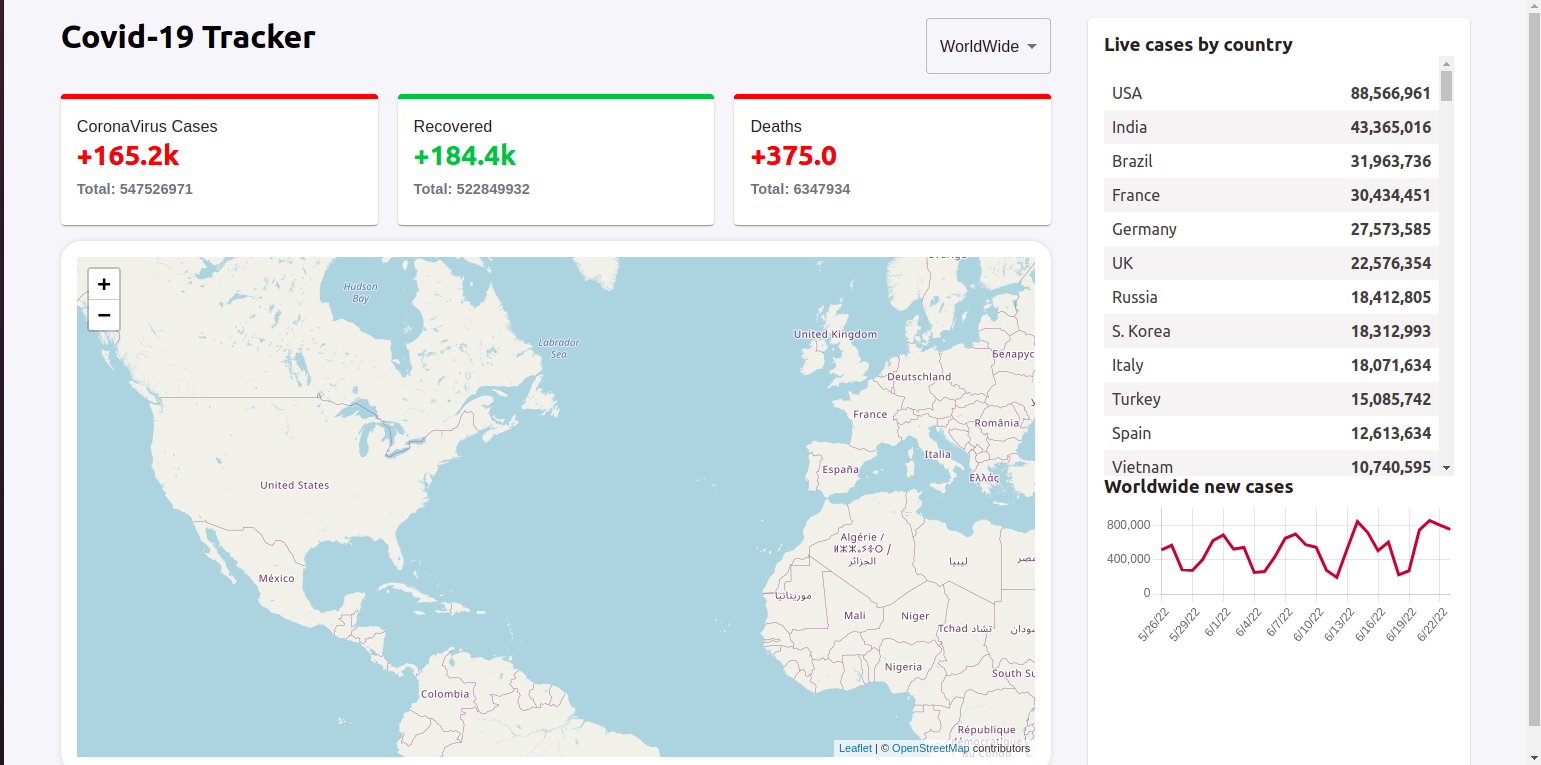 Covid-19 Tracker
WorldWide
CoronaVirus Cases
+165.2k
Total: 547526971
Recovered
+184.4k
Total: 522849932
Deaths
+375.0
Total: 6347934
+
−
Hudson
Bay
Labrador
Sea
United Kingdom
Беларус
Deutschland
France
România
Italia
España
Ελλάς
United States
Algérie /
ⵍⵣⵣⴰⵢⴻⵔ /
الجزائر
ليبيا
México
موريتانيا
Mali
Niger
Tchad تشاد
Nigeria
South Su
Colombia
République
démocratique
du Congo
Leaflet | © OpenStreetMap contributors
Live cases by country
USA 88,566,961
India 43,365,016
Brazil 31,963,736
France 30,434,451
Germany 27,573,585
UK 22,576,354
Russia 18,412,805
S. Korea 18,312,993
Italy 18,071,634
Turkey 15,085,742
Spain 12,613,634
Vietnam 10,740,595
Worldwide new cases
800,000
400,000
0
5/26/22 5/29/22 6/1/22 6/4/22 6/7/22 6/10/22 6/13/22 6/16/22 6/19/22 6/22/22